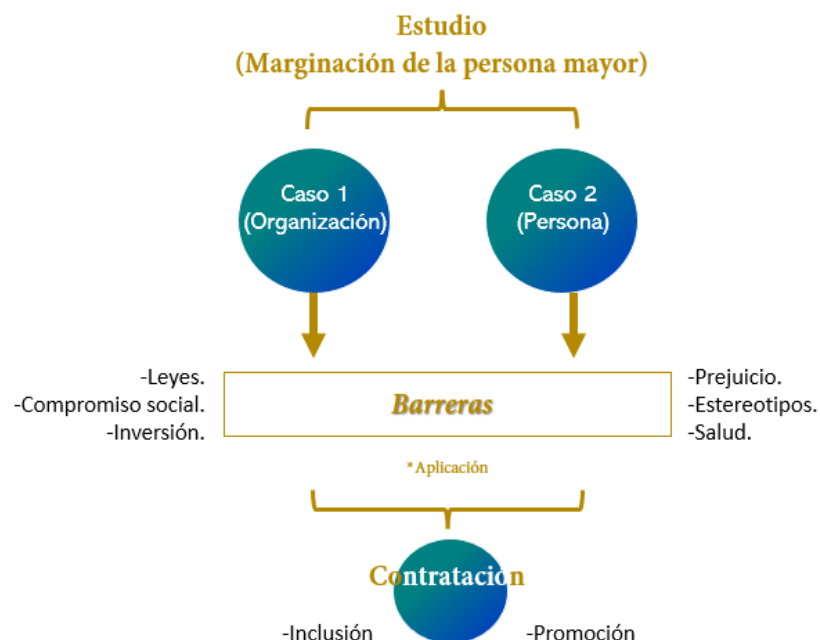 Estudio
(Marginación de la persona mayor)
Caso 1
(Organización)
Caso 2
(Persona)
-Leyes.
-Compromiso social.
-Inversión.
Barreras
-Prejuicio.
-Estereotipos.
-Salud.
*Aplicación
Contratación
-Inclusión
-Promoción